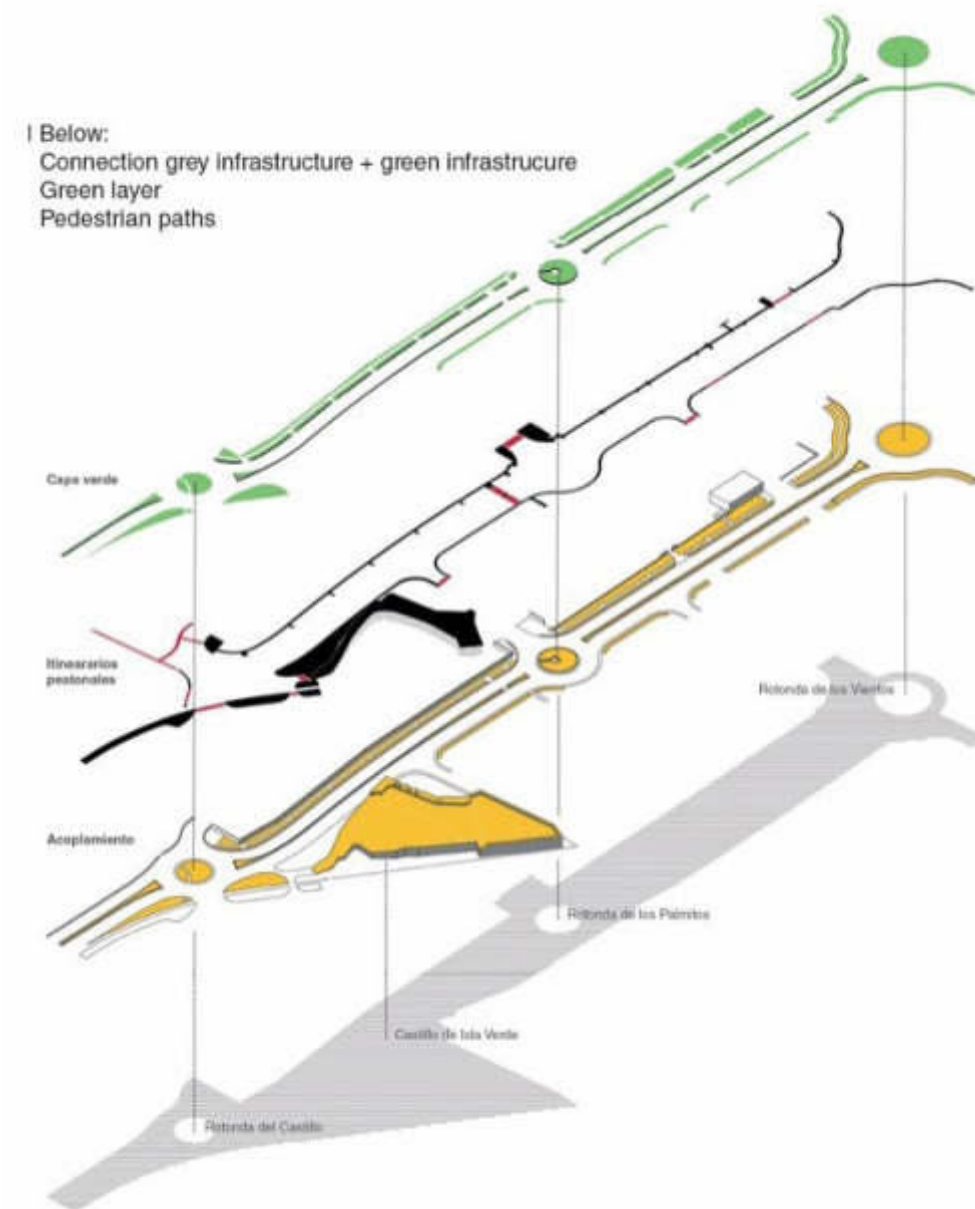 | Below:
Connection grey infrastructure + green infrastrucure
Green layer
Pedestrian paths
Capa verde
Itinearios
peatonales
Rotonda de los Vientos
Acoplamiento
Rotonda de los Palmitos
Castillo de Isla Verde
Rotonda del Castillo